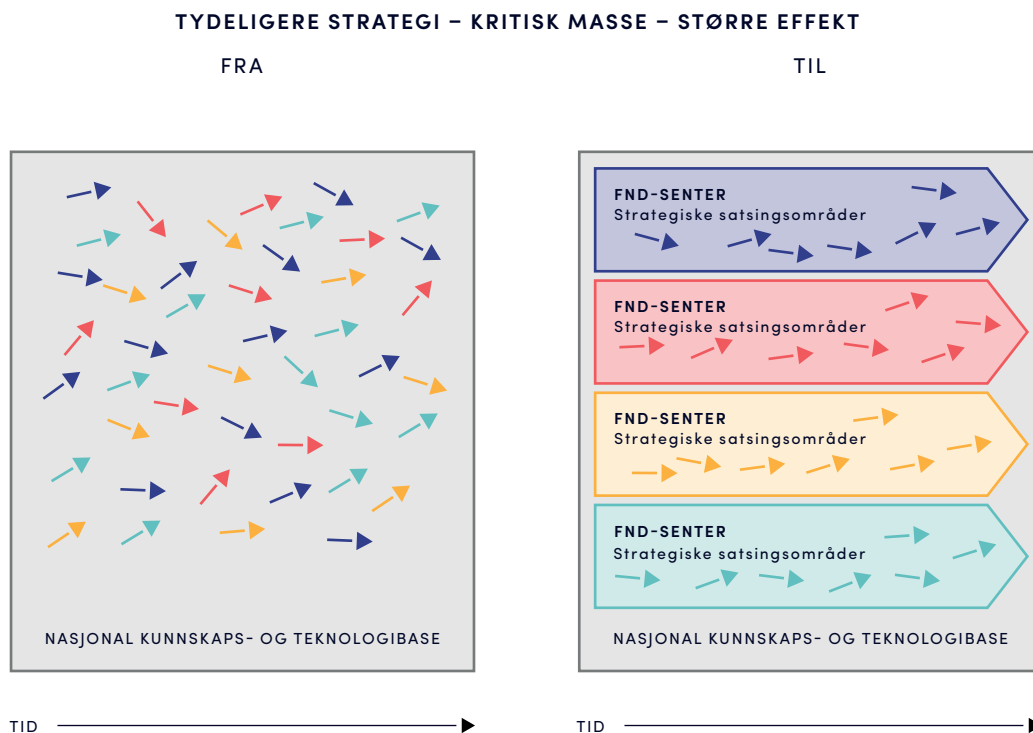 TYDELIGERE STRATEGI – KRITISK MASSE – STØRRE EFFEKT
FRA
TIL
FND-SENTER
Strategiske satsingsområder
FND-SENTER
Strategiske satsingsområder
FND-SENTER
Strategiske satsingsområder
FND-SENTER
Strategiske satsingsområder
NASJONAL KUNNSKAPS- OG TEKNOLOGIBASE
NASJONAL KUNNSKAPS- OG TEKNOLOGIBASE
TID
TID